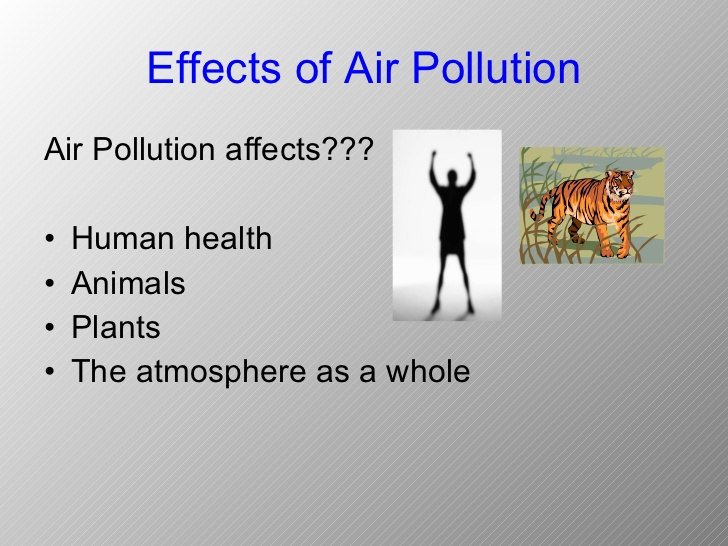 Effects of Air Pollution
Air Pollution affects???
• Human health
• Animals
• Plants
• The atmosphere as a whole